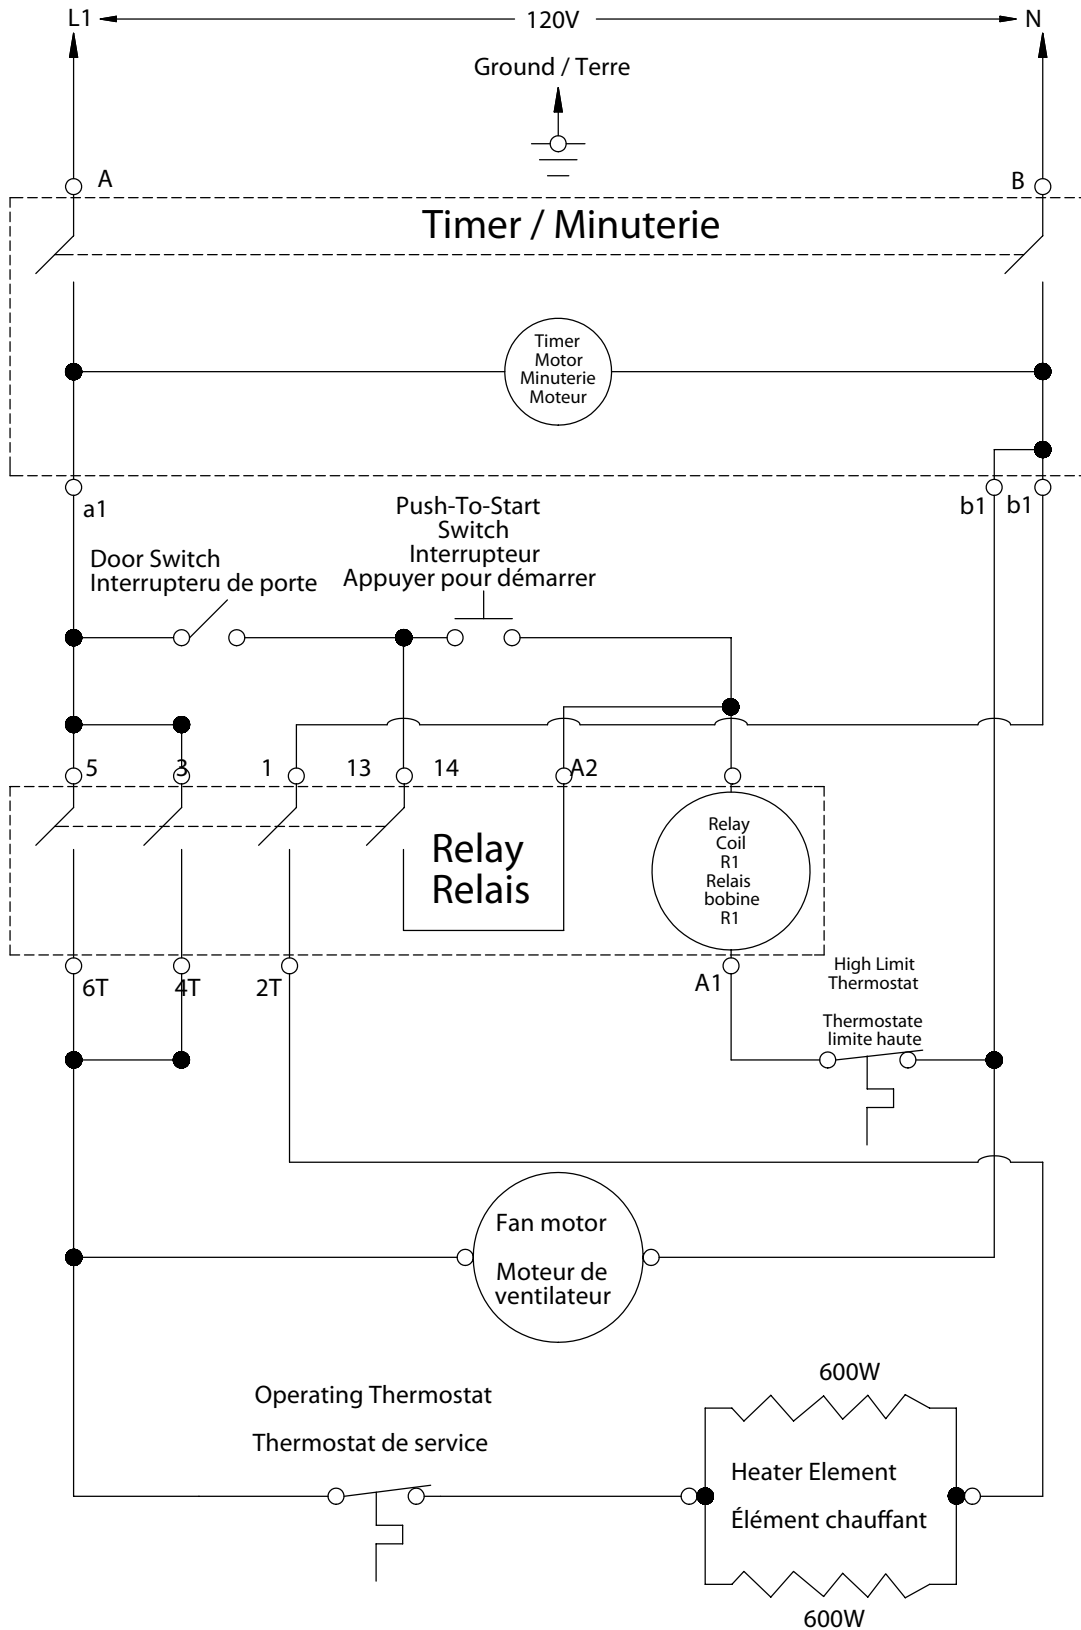 L1
120V
N
Ground / Terre
A
B
Timer / Minuterie
Timer
Motor
Minuterie
Moteur
a1
b1
b1
Push-To-Start
Switch
Interrupteur
Appuyer pour démarrer
Door Switch
Interrupteru de porte
5
3
1
13
14
A2
Relay
Relais
Relay
Coil
R1
Relais
bobine
R1
6T
4T
2T
A1
High Limit
Thermostat
Thermostate
limite haute
Fan motor
Moteur de
ventilateur
600W
Operating Thermostat
Thermostat de service
Heater Element
Élément chauffant
600W